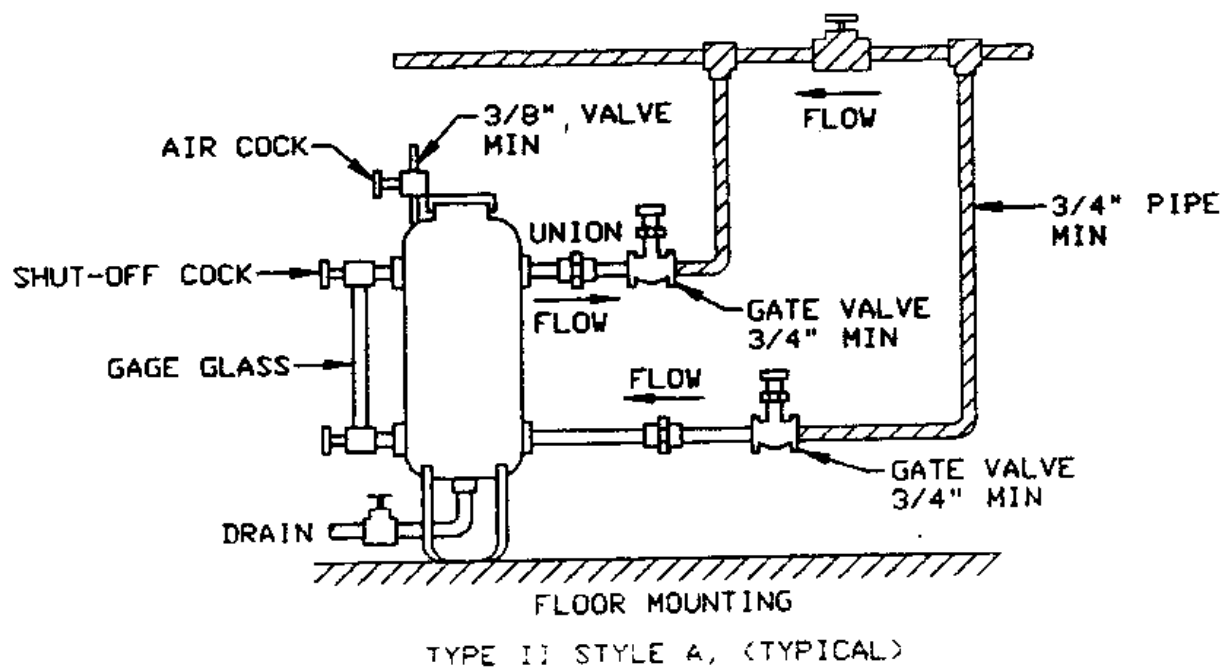 3/8", VALVE
MIN
AIR COCK
FLOW
3/4" PIPE
MIN
UNION
SHUT-OFF COCK
FLOW
GATE VALVE
3/4" MIN
GAGE GLASS
FLOW
GATE VALVE
3/4" MIN
DRAIN
FLOOR MOUNTING
TYPE II STYLE A, (TYPICAL)